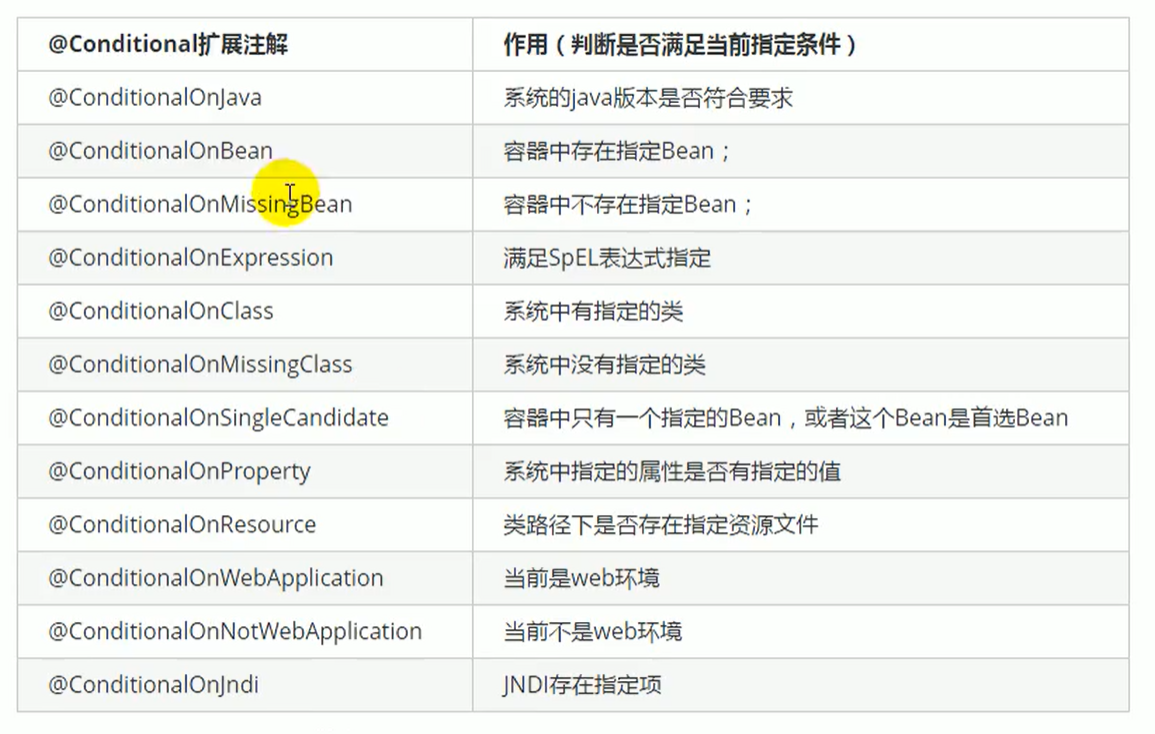 @Conditional扩展注解 作用（判断是否满足当前指定条件）
@ConditionalOnJava 系统的java版本是否符合要求
@ConditionalOnBean 容器中存在指定Bean；
@ConditionalOnMissingBean 容器中不存在指定Bean；
@ConditionalOnExpression 满足SpEL表达式指定
@ConditionalOnClass 系统中有指定的类
@ConditionalOnMissingClass 系统中没有指定的类
@ConditionalOnSingleCandidate 容器中只有一个指定的Bean，或者这个Bean是首选Bean
@ConditionalOnProperty 系统中指定的属性是否有指定的值
@ConditionalOnResource 类路径下是否存在指定资源文件
@ConditionalOnWebApplication 当前是web环境
@ConditionalOnNotWebApplication 当前不是web环境
@ConditionalOnJndi JNDI存在指定项